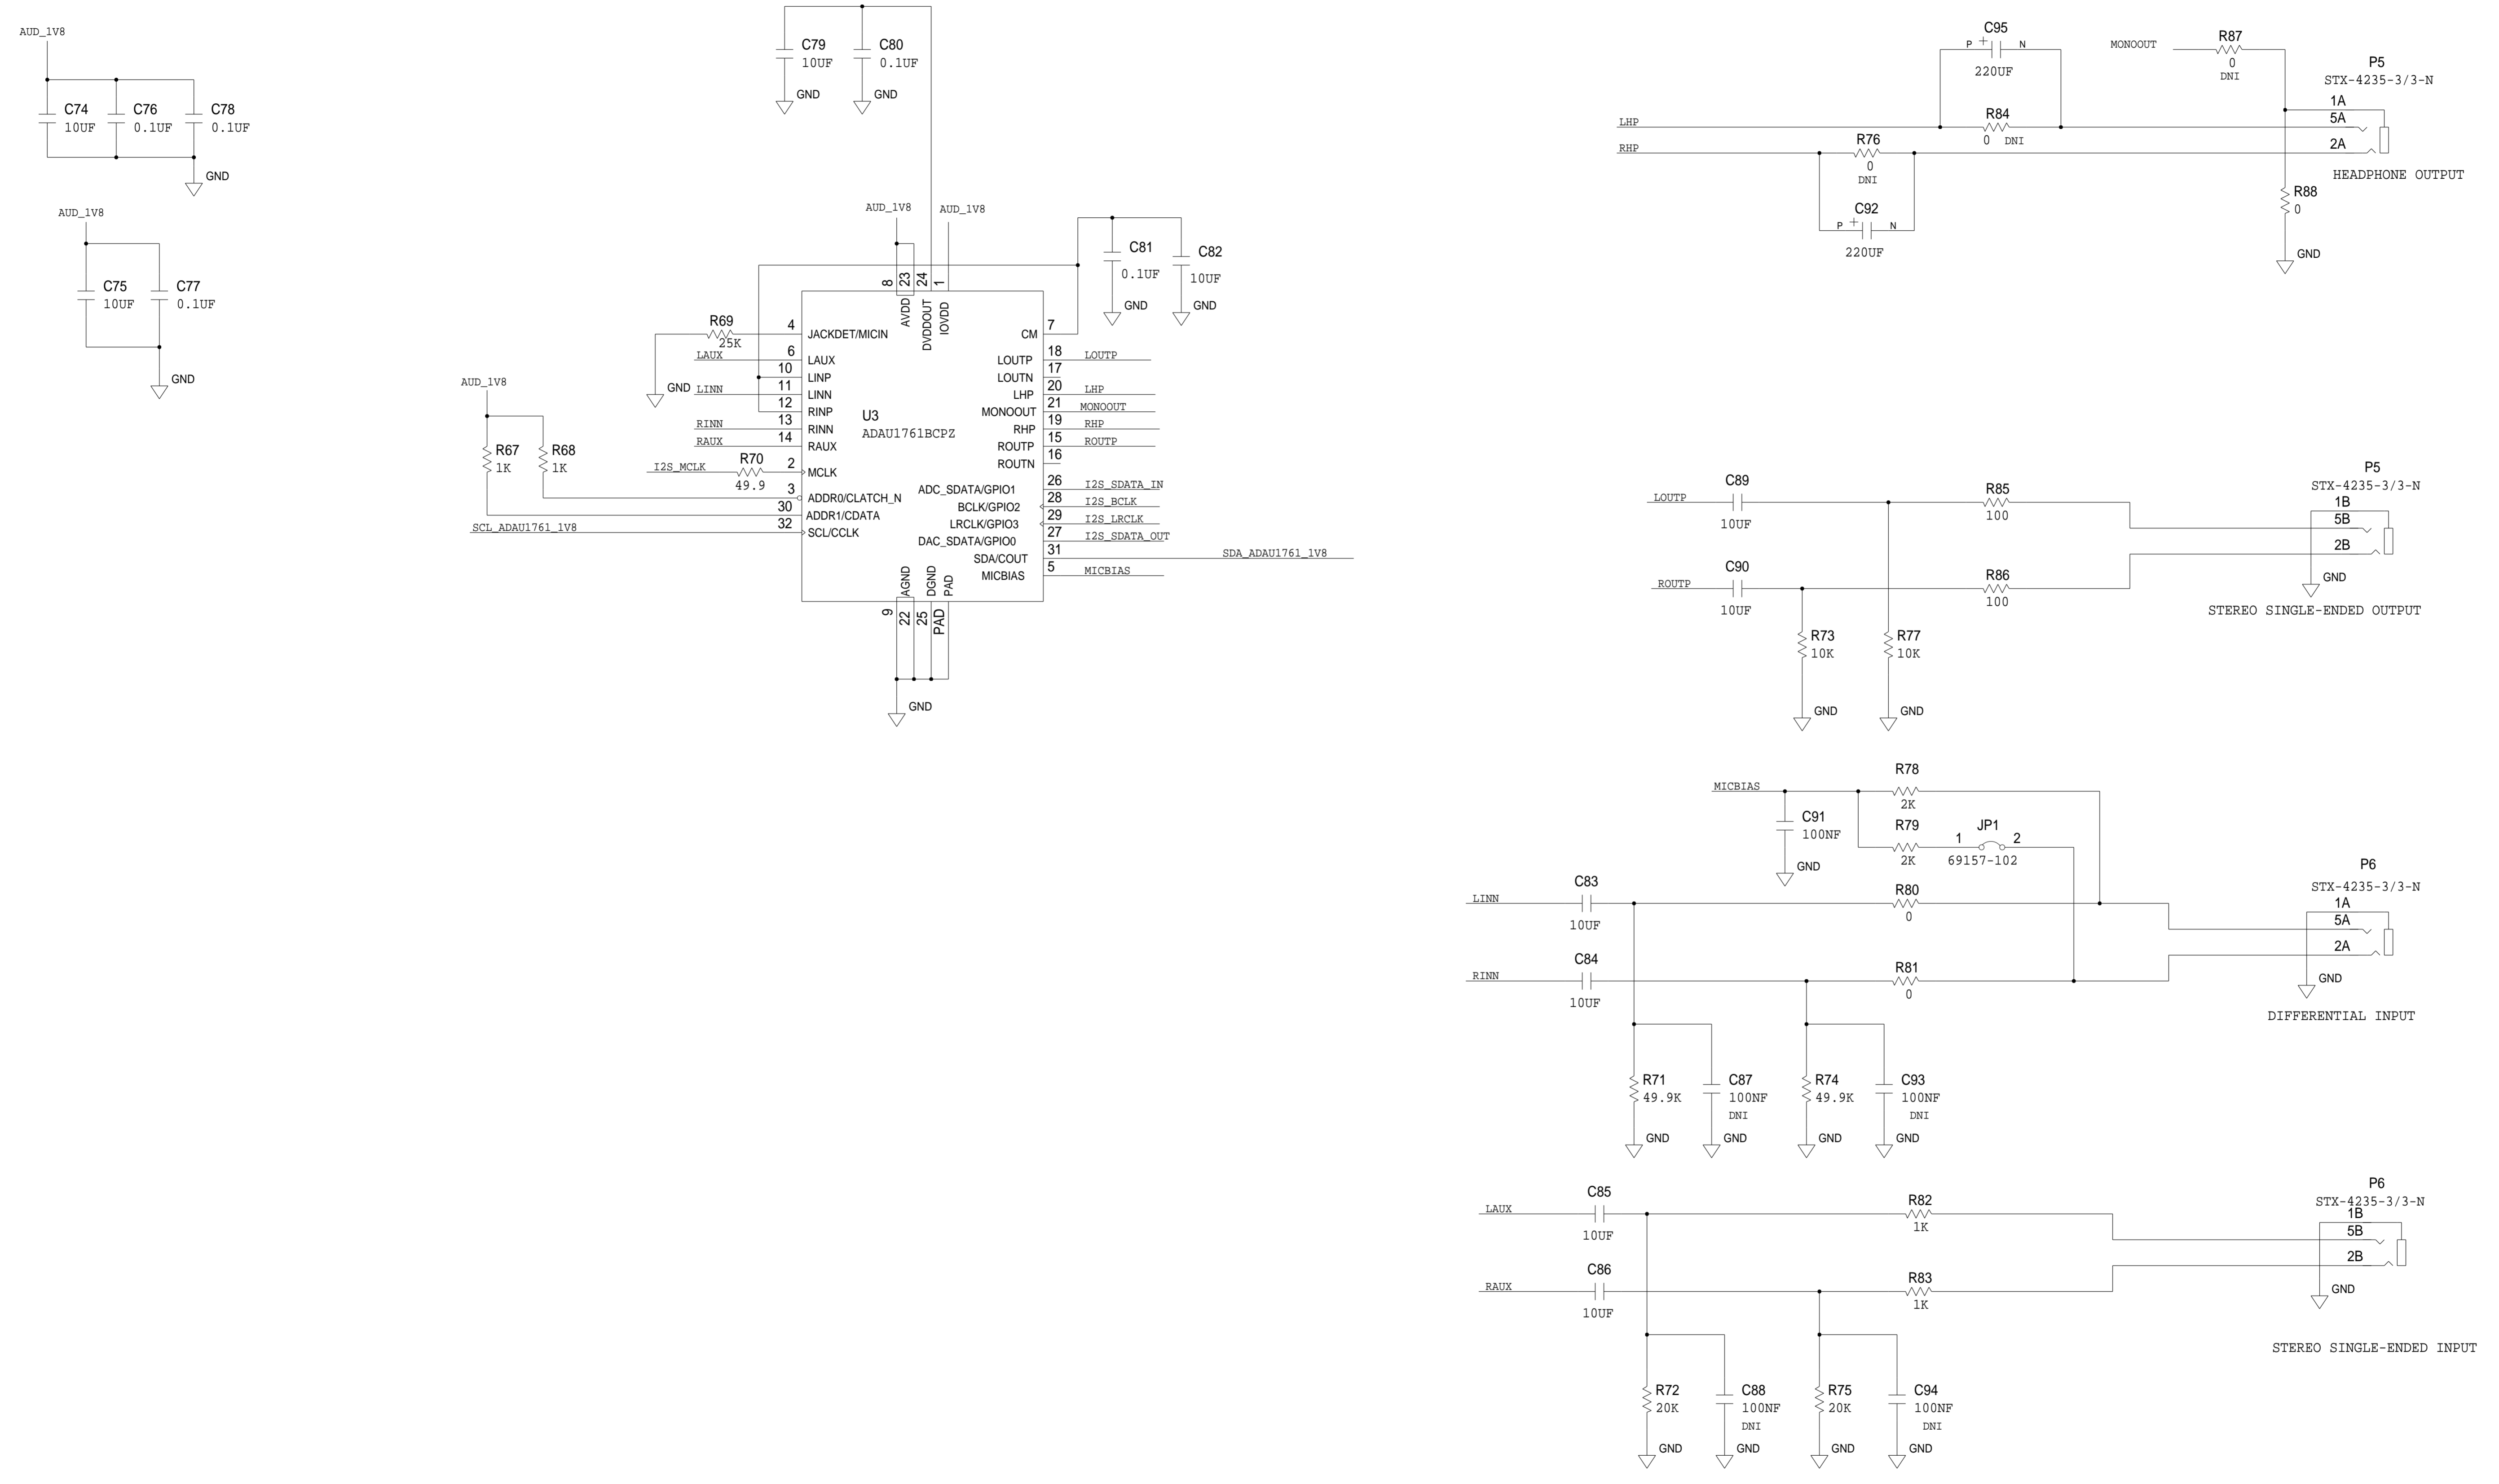 AUD_1V8
C74
10UF
C76
0.1UF
C78
0.1UF
GND
AUD_1V8
C75
10UF
C77
0.1UF
GND
C79
10UF
C80
0.1UF
GND
GND
AUD_1V8
AUD_1V8
C81
0.1UF
C82
10UF
GND
GND
8
23
24
1
AVDD
DVDDOUT
IOVDD
R69
25K
GND
4
JACKDET/MICIN
LAUX
6
LAUX
10
LINP
LINN
11
LINN
12
RINP
RINN
13
RINN
RAUX
14
RAUX
I2S_MCLK
R70
49.9
2
MCLK
3
ADDR0/CLATCH_N
30
ADDR1/CDATA
SCL_ADAU1761_1V8
32
SCL/CCLK
AUD_1V8
R67
1K
R68
1K
U3
ADAU1761BCPZ
CM
7
LOUTP
18
LOUTP
LOUTN
17
LHP
20
LHP
MONOOUT
21
MONOOUT
RHP
19
RHP
ROUTP
15
ROUTP
ROUTN
16
ADC_SDATA/GPIO1
26
I2S_SDATA_IN
BCLK/GPIO2
28
I2S_BCLK
LRCLK/GPIO3
29
I2S_LRCLK
DAC_SDATA/GPIO0
27
I2S_SDATA_OUT
SDA/COUT
31
SDA_ADAU1761_1V8
MICBIAS
5
MICBIAS
AGND
DGND
PAD
9
22
25
PAD
GND
C95
P + N
220UF
MONOOUT
R87
0
DNI
P5
STX-4235-3/3-N
1A
5A
2A
LHP
R84
0 DNI
RHP
R76
0
DNI
C92
P + N
220UF
HEADPHONE OUTPUT
R88
0
GND
LOUTP
C89
10UF
R85
100
P5
STX-4235-3/3-N
1B
5B
2B
GND
ROUTP
C90
10UF
R86
100
STEREO SINGLE-ENDED OUTPUT
R73
10K
R77
10K
GND
GND
MICBIAS
R78
2K
C91
100NF
GND
R79
2K
JP1
1 2
69157-102
LINN
C83
10UF
R80
0
P6
STX-4235-3/3-N
1A
5A
2A
GND
RINN
C84
10UF
R81
0
DIFFERENTIAL INPUT
R71
49.9K
C87
100NF
DNI
R74
49.9K
C93
100NF
DNI
GND
GND
GND
GND
LAUX
C85
10UF
R82
1K
P6
STX-4235-3/3-N
1B
5B
2B
GND
RAUX
C86
10UF
R83
1K
STEREO SINGLE-ENDED INPUT
R72
20K
C88
100NF
DNI
R75
20K
C94
100NF
DNI
GND
GND
GND
GND